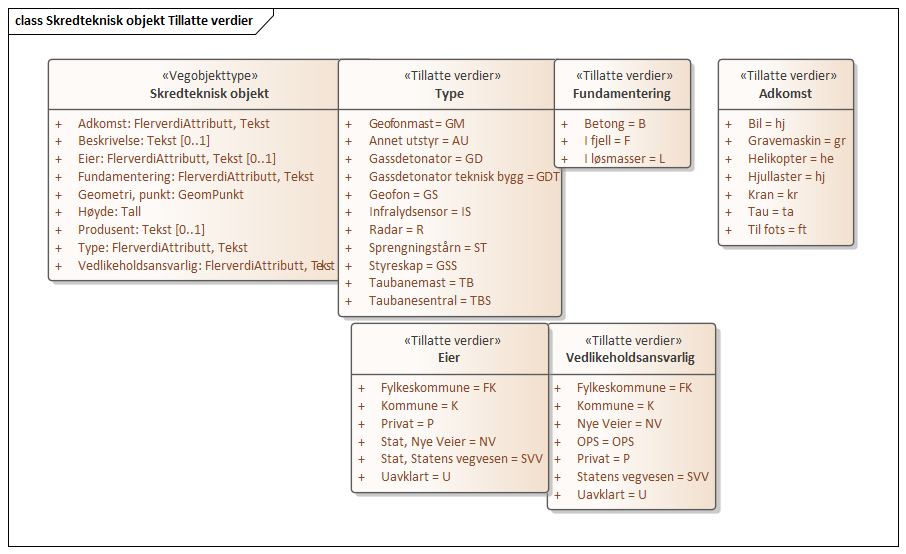 class Skredteknisk objekt Tillatte verdier
«Vegobjekttype»
Skredteknisk objekt
+ Adkomst: FlerverdiAttributt, Tekst
+ Beskrivelse: Tekst [0..1]
+ Eier: FlerverdiAttributt, Tekst [0..1]
+ Fundamentering: FlerverdiAttributt, Tekst
+ Geometri, punkt: GeomPunkt
+ Høyde: Tall
+ Produsent: Tekst [0..1]
+ Type: FlerverdiAttributt, Tekst
+ Vedlikeholdsansvarlig: FlerverdiAttributt, Tekst
«Tillatte verdier»
Type
+ Geofonmast= GM
+ Annet utstyr = AU
+ Gassdetonator = GD
+ Gassdetonator teknisk bygg = GDT
+ Geofon = GS
+ Infralydsensor = IS
+ Radar = R
+ Sprengningstårn = ST
+ Styreskap = GSS
+ Taubanemast = TB
+ Taubanesentral = TBS
«Tillatte verdier»
Fundamentering
+ Betong = B
+ I fjell = F
+ I løsmasser = L
«Tillatte verdier»
Adkomst
+ Bil = hj
+ Gravemaskin = gr
+ Helikopter = he
+ Hjullaster = hj
+ Kran = kr
+ Tau = ta
+ Til fots = ft
«Tillatte verdier»
Eier
+ Fylkeskommune = FK
+ Kommune = K
+ Privat = P
+ Stat, Nye Veier = NV
+ Stat, Statens vegvesen = SVV
+ Uavklart = U
«Tillatte verdier»
Vedlikeholdsansvarlig
+ Fylkeskommune = FK
+ Kommune = K
+ Nye Veier = NV
+ OPS = OPS
+ Privat = P
+ Statens vegvesen = SVV
+ Uavklart = U